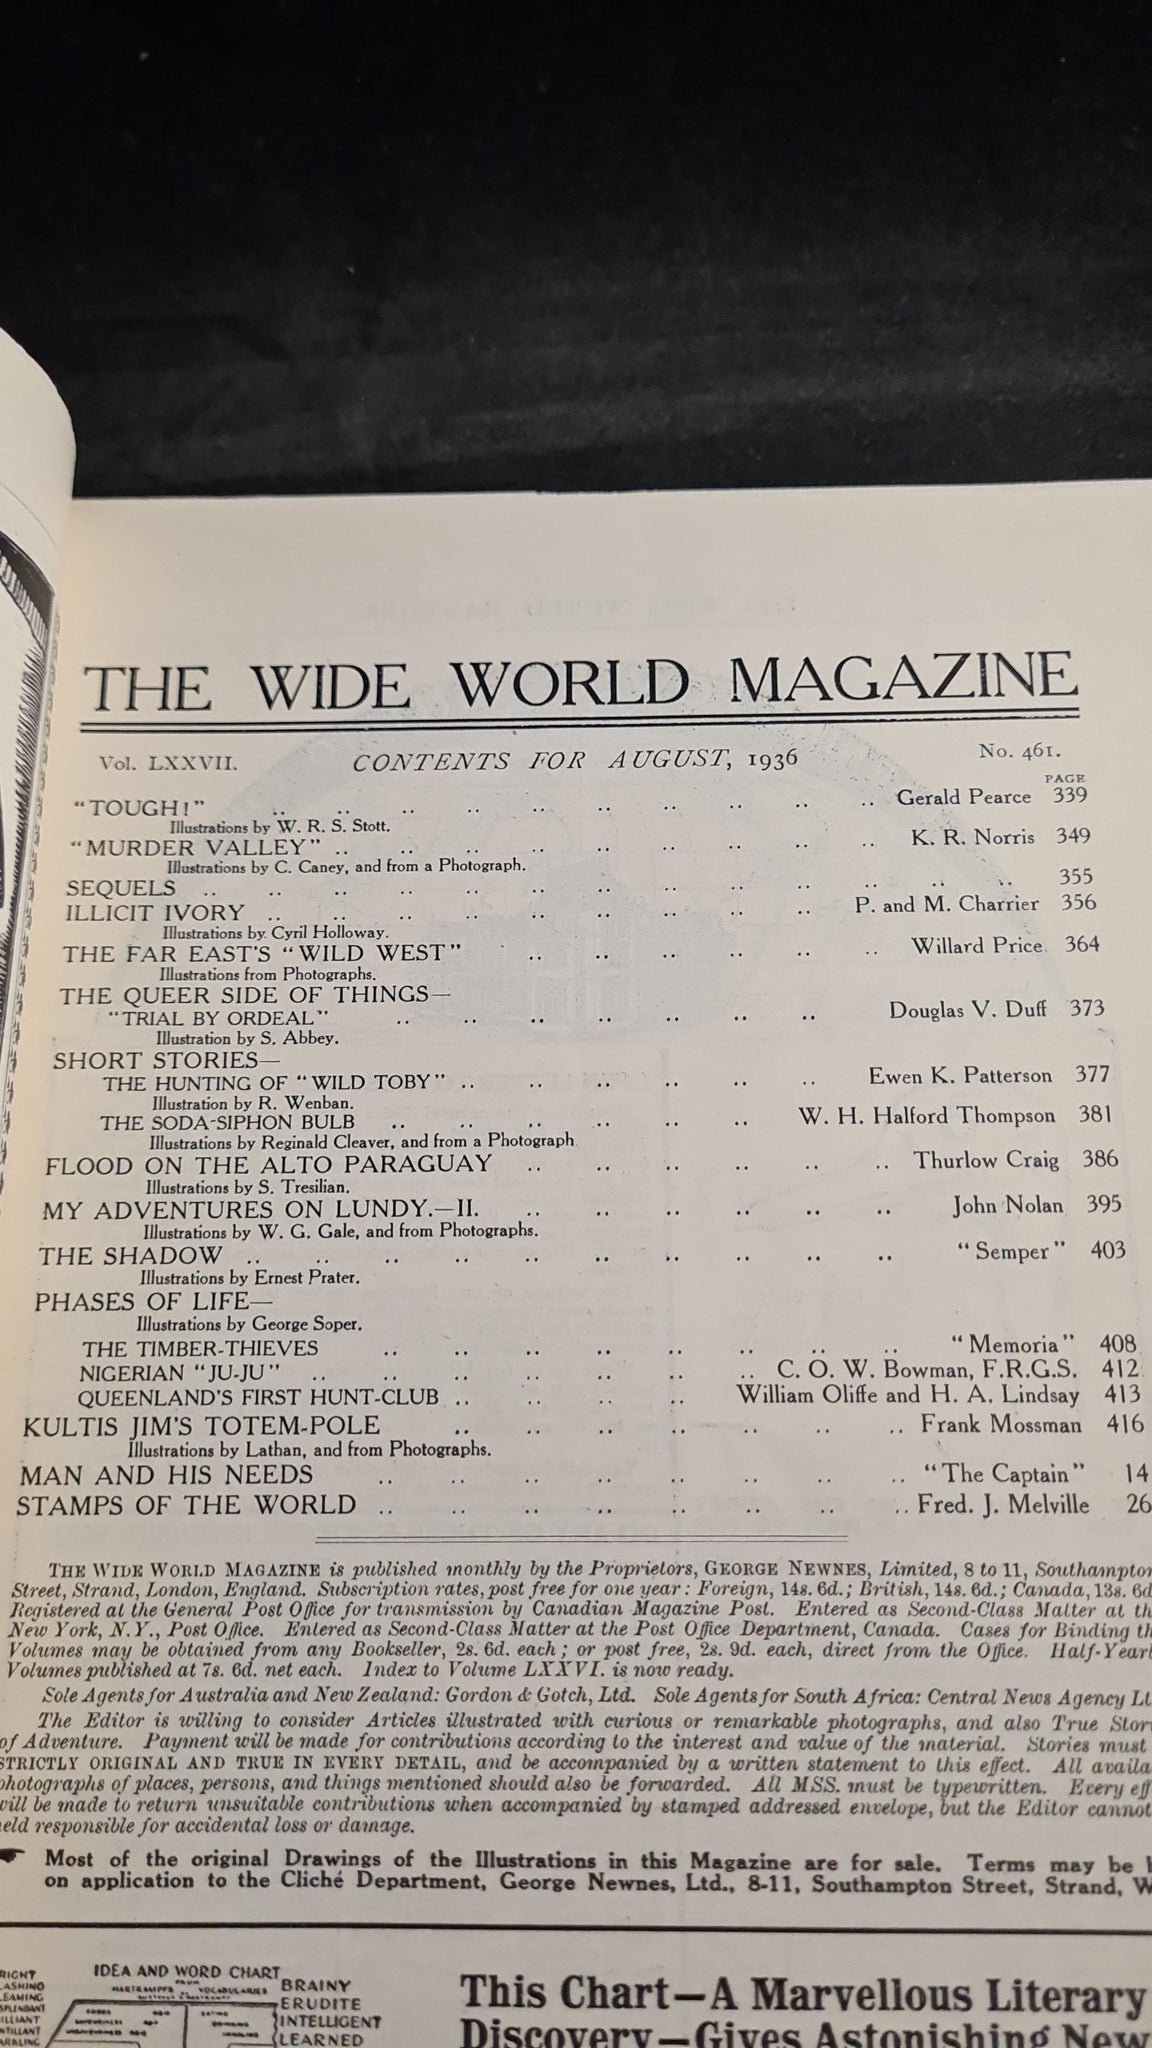 THE WIDE WORLD MAGAZINE
Vol. LXXVII. CONTENTS FOR AUGUST, 1936 No. 461.
PAGE
"TOUGH!" .. .. .. .. .. .. .. .. .. .. Gerald Pearce 339
Illustrations by W. R. S. Stott.
"MURDER VALLEY" .. .. .. .. .. .. .. .. .. K. R. Norris 349
Illustrations by C. Caney, and from a Photograph.
SEQUELS .. .. .. .. .. .. .. .. .. .. .. .. .. 355
ILLICIT IVORY .. .. .. .. .. .. .. .. .. P. and M. Charrier 356
Illustrations by Cyril Holloway.
THE FAR EAST'S "WILD WEST" .. .. .. .. .. .. Willard Price 364
Illustrations from Photographs.
THE QUEER SIDE OF THINGS—
"TRIAL BY ORDEAL" .. .. .. .. .. .. .. Douglas V. Duff 373
Illustration by S. Abbey.
SHORT STORIES—
THE HUNTING OF "WILD TOBY" .. .. .. .. .. .. Ewen K. Patterson 377
Illustration by R. Wenban.
THE SODA-SIPHON BULB .. .. .. .. .. .. W. H. Halford Thompson 381
Illustrations by Reginald Cleaver, and from a Photograph
FLOOD ON THE ALTO PARAGUAY .. .. .. .. .. .. Thurlow Craig 386
Illustrations by S. Tresilian.
MY ADVENTURES ON LUNDY.—II. .. .. .. .. .. .. John Nolan 395
Illustrations by W. G. Gale, and from Photographs.
THE SHADOW .. .. .. .. .. .. .. .. .. .. "Semper" 403
Illustrations by Ernest Prater.
PHASES OF LIFE—
Illustrations by George Soper.
THE TIMBER-THIEVES .. .. .. .. .. .. .. .. "Memoria" 408
NIGERIAN "JU-JU" .. .. .. .. .. .. C. O. W. Bowman, F.R.G.S. 412
QUEENLAND'S FIRST HUNT-CLUB .. .. .. .. William Oliffe and H. A. Lindsay 413
KULTIS JIM'S TOTEM-POLE .. .. .. .. .. .. .. Frank Mossman 416
Illustrations by Lathan, and from Photographs.
MAN AND HIS NEEDS .. .. .. .. .. .. .. .. "The Captain" 14
STAMPS OF THE WORLD .. .. .. .. .. .. .. .. Fred. J. Melville 26
THE WIDE WORLD MAGAZINE is published monthly by the Proprietors, GEORGE NEWNES, Limited, 8 to 11, Southampton
Street, Strand, London, England. Subscription rates, post free for one year: Foreign, 14s. 6d.; British, 14s. 6d.; Canada, 13s. 6d
Registered at the General Post Office for transmission by Canadian Magazine Post. Entered as Second-Class Matter at th
New York, N.Y., Post Office. Entered as Second-Class Matter at the Post Office Department, Canada. Cases for Binding th
Volumes may be obtained from any Bookseller, 2s. 6d. each; or post free, 2s. 9d. each, direct from the Office. Half-Yearl
Volumes published at 7s. 6d. net each. Index to Volume LXXVI. is now ready.
Sole Agents for Australia and New Zealand: Gordon & Gotch, Ltd. Sole Agents for South Africa: Central News Agency Lt
The Editor is willing to consider Articles illustrated with curious or remarkable photographs, and also True Stor
of Adventure. Payment will be made for contributions according to the interest and value of the material. Stories must
STRICTLY ORIGINAL AND TRUE IN EVERY DETAIL, and be accompanied by a written statement to this effect. All availa
photographs of places, persons, and things mentioned should also be forwarded. All MSS. must be typewritten. Every eff
will be made to return unsuitable contributions when accompanied by stamped addressed envelope, but the Editor cannot
held responsible for accidental loss or damage.
Most of the original Drawings of the Illustrations in this Magazine are for sale. Terms may be
on application to the Cliché Department, George Newnes, Ltd., 8-11, Southampton Street, Strand, W
IDEA AND WORD CHART
BRAINY
ERUDITE
INTELLIGENT
LEARNED
This Chart—A Marvellous Literary
Discovery—Gives Astonishing New